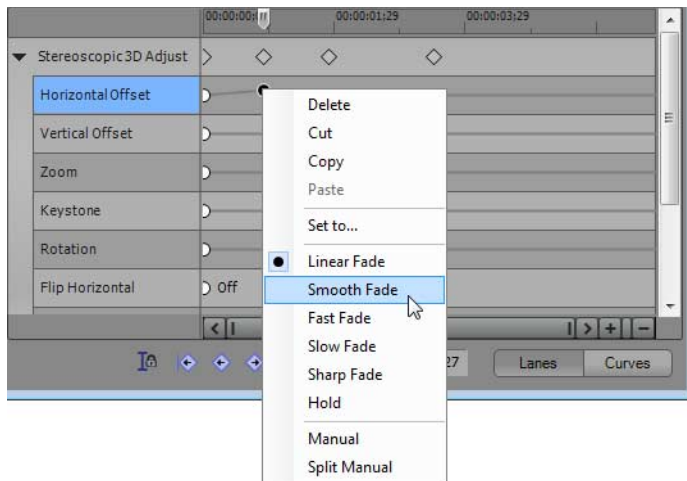 00:00:00;0 00:00:01;29 00:00:03;29
Stereoscopic 3D Adjust
Horizontal Offset
Delete
Vertical Offset
Cut
Copy
Zoom
Paste
Keystone
Set to...
Rotation
Linear Fade
Flip Horizontal
Off
Smooth Fade
Fast Fade
Slow Fade
27
Lanes
Curves
Sharp Fade
Hold
Manual
Split Manual